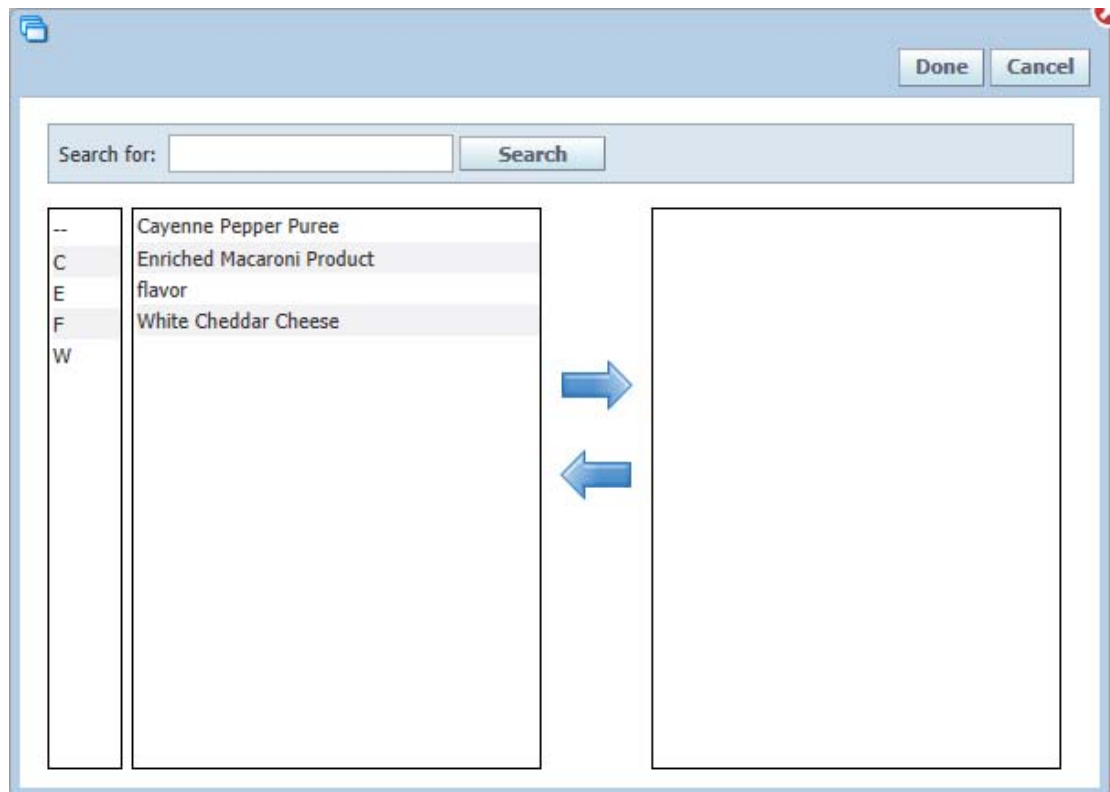 Done Cancel
Search for: Search
--
C
E
F
W
Cayenne Pepper Puree
Enriched Macaroni Product
flavor
White Cheddar Cheese